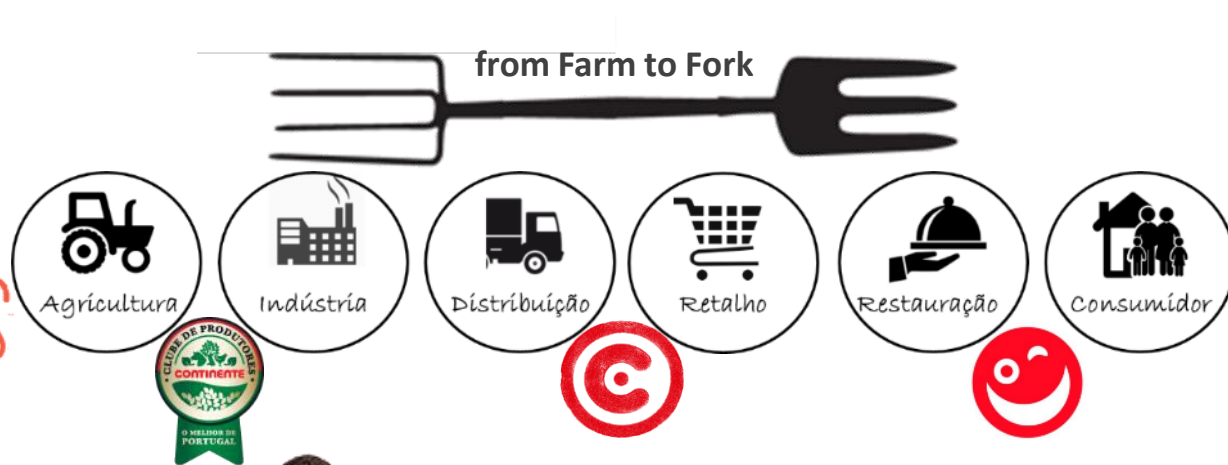 from Farm to Fork
Agricultura
Indústria
Distribuição
Retalho
Restauração
Consumidor
CLUBE DE PRODUTORES
CONTINENTE
O MELHOR DE
PORTUGAL